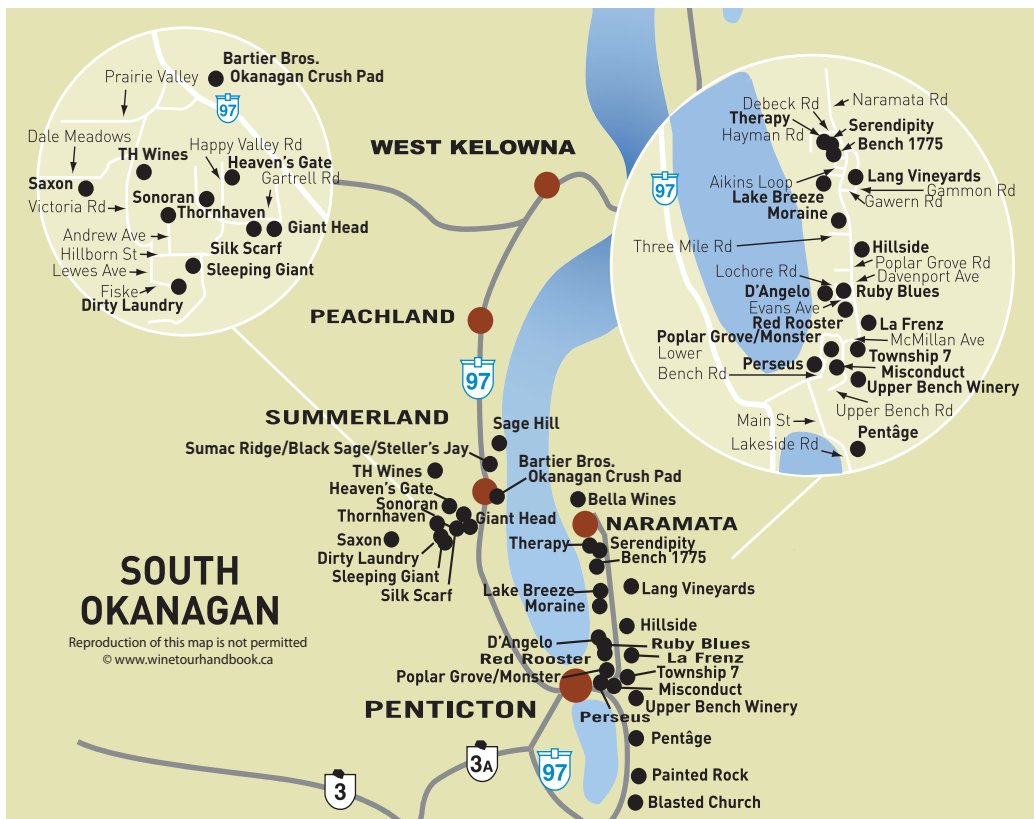 Bartier Bros.
Okanagan Crush Pad
Prairie Valley
97
Dale Meadows
Happy Valley Rd
TH Wines
Heaven's Gate
Gartrell Rd
Saxon
Sonoran
Victoria Rd
Thornhaven
Giant Head
Andrew Ave
Silk Scarf
Hillborn St
Sleeping Giant
Lewes Ave
Fiske
Dirty Laundry
WEST KELOWNA
PEACHLAND
97
97
Debeck Rd
Naramata Rd
Therapy
Serendipity
Hayman Rd
Bench 1775
Aikins Loop
Lang Vineyards
Lake Breeze
Gammon Rd
Gawern Rd
Moraine
Three Mile Rd
Hillside
Poplar Grove Rd
Lochore Rd
Davenport Ave
D'Angelo
Ruby Blues
Evans Ave
Red Rooster
La Frenz
Poplar Grove/Monster
McMillan Ave
Lower
Bench Rd
Perseus
Township 7
Misconduct
Upper Bench Winery
Upper Bench Rd
Main St
Pentâge
Lakeside Rd
SUMMERLAND
Sage Hill
Sumac Ridge/Black Sage/Steller's Jay
Bartier Bros.
Okanagan Crush Pad
TH Wines
Heaven's Gate
Sonoran
Thornhaven
Giant Head
Saxon
Dirty Laundry
Sleeping Giant
Silk Scarf
Bella Wines
NARAMATA
Therapy
Serendipity
Bench 1775
Lake Breeze
Lang Vineyards
Moraine
Hillside
D'Angelo
Ruby Blues
Red Rooster
La Frenz
Poplar Grove/Monster
Township 7
Misconduct
Upper Bench Winery
PENTICTON
Perseus
Pentâge
Painted Rock
Blasted Church
SOUTH
OKANAGAN
Reproduction of this map is not permitted
© www.winetourhandbook.ca
3
3A
97